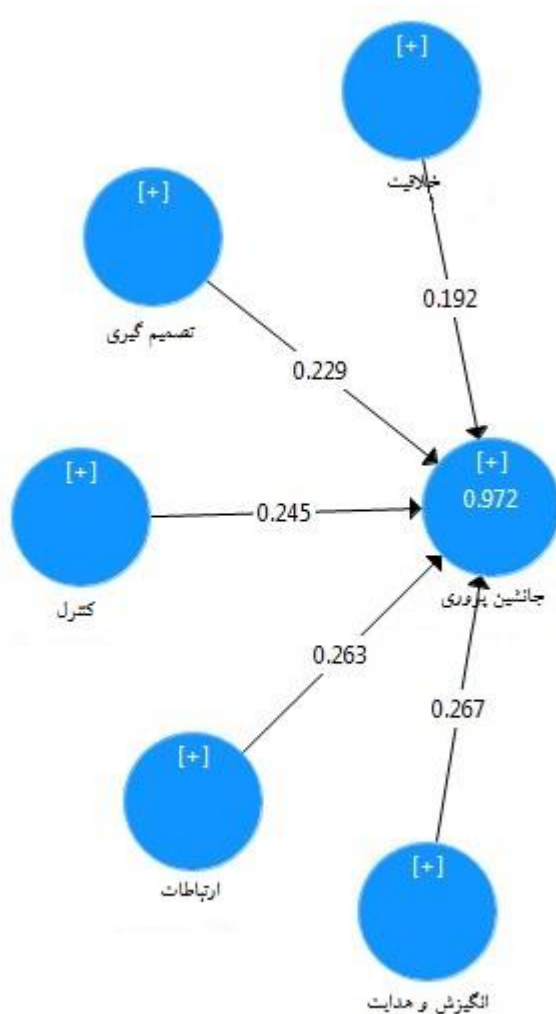 [+]
خلاقیت
[+]
تصمیم گیری
0.192
0.229
[+]
0.972
جانشین پروری
[+]
کنترل
0.245
0.263
0.267
[+]
ارتباطات
[+]
انگیزش و هدایت